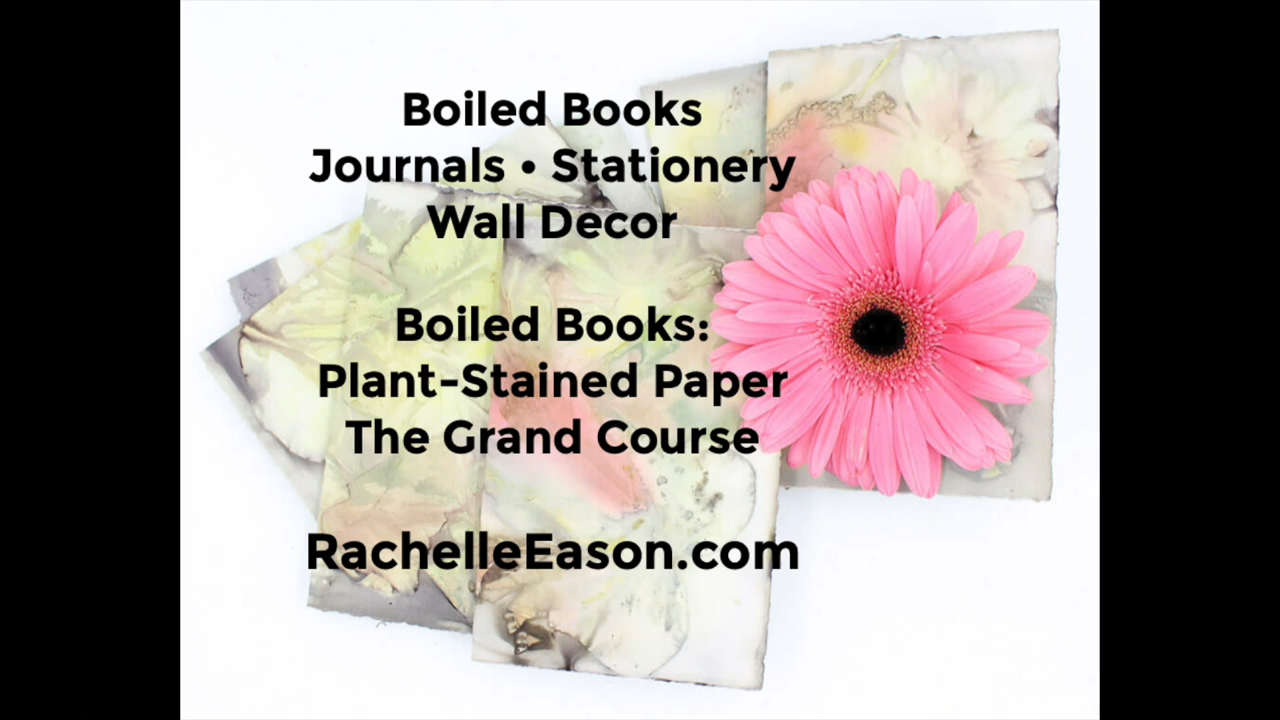 Boiled Books
Journals • Stationery
Wall Decor
Boiled Books:
Plant-Stained Paper
The Grand Course
RachelleEason.com